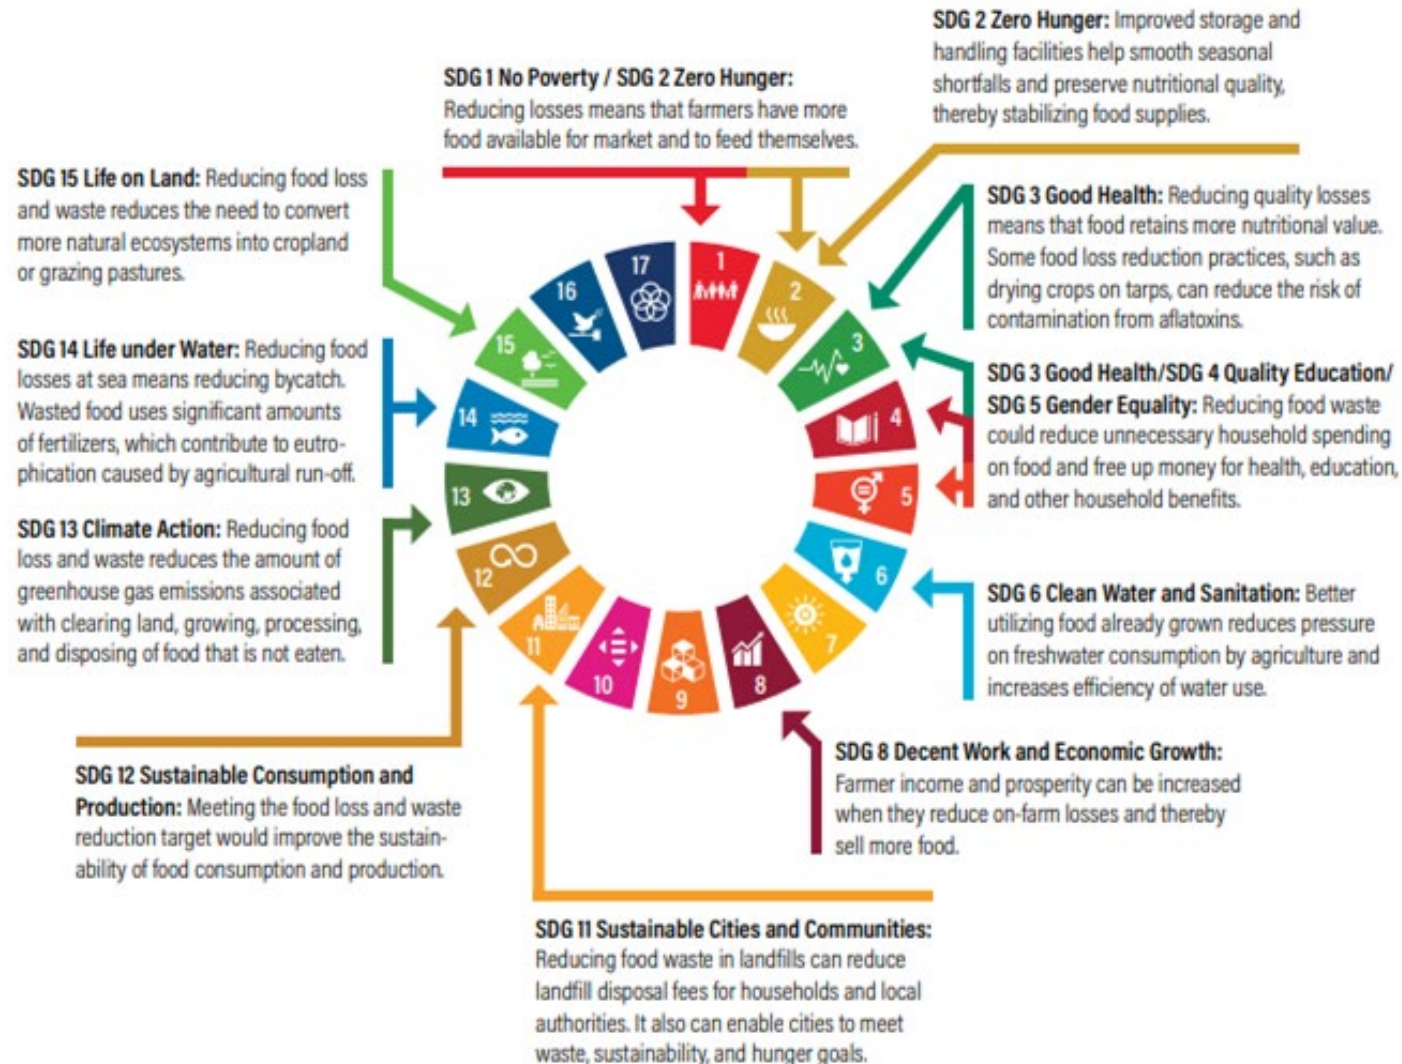 SDG 1 No Poverty / SDG 2 Zero Hunger:
Reducing losses means that farmers have more
food available for market and to feed themselves.
SDG 2 Zero Hunger: Improved storage and
handling facilities help smooth seasonal
shortfalls and preserve nutritional quality,
thereby stabilizing food supplies.
SDG 3 Good Health: Reducing quality losses
means that food retains more nutritional value.
Some food loss reduction practices, such as
drying crops on tarps, can reduce the risk of
contamination from aflatoxins.
SDG 3 Good Health/SDG 4 Quality Education/
SDG 5 Gender Equality: Reducing food waste
could reduce unnecessary household spending
on food and free up money for health, education,
and other household benefits.
SDG 6 Clean Water and Sanitation: Better
utilizing food already grown reduces pressure
on freshwater consumption by agriculture and
increases efficiency of water use.
SDG 8 Decent Work and Economic Growth:
Farmer income and prosperity can be increased
when they reduce on-farm losses and thereby
sell more food.
SDG 11 Sustainable Cities and Communities:
Reducing food waste in landfills can reduce
landfill disposal fees for households and local
authorities. It also can enable cities to meet
waste, sustainability, and hunger goals.
SDG 12 Sustainable Consumption and
Production: Meeting the food loss and waste
reduction target would improve the sustain-
ability of food consumption and production.
SDG 13 Climate Action: Reducing food
loss and waste reduces the amount of
greenhouse gas emissions associated
with clearing land, growing, processing,
and disposing of food that is not eaten.
SDG 14 Life under Water: Reducing food
losses at sea means reducing bycatch.
Wasted food uses significant amounts
of fertilizers, which contribute to eutro-
phication caused by agricultural run-off.
SDG 15 Life on Land: Reducing food loss
and waste reduces the need to convert
more natural ecosystems into cropland
or grazing pastures.
1
2
3
4
5
6
7
8
9
10
11
12
13
14
15
16
17